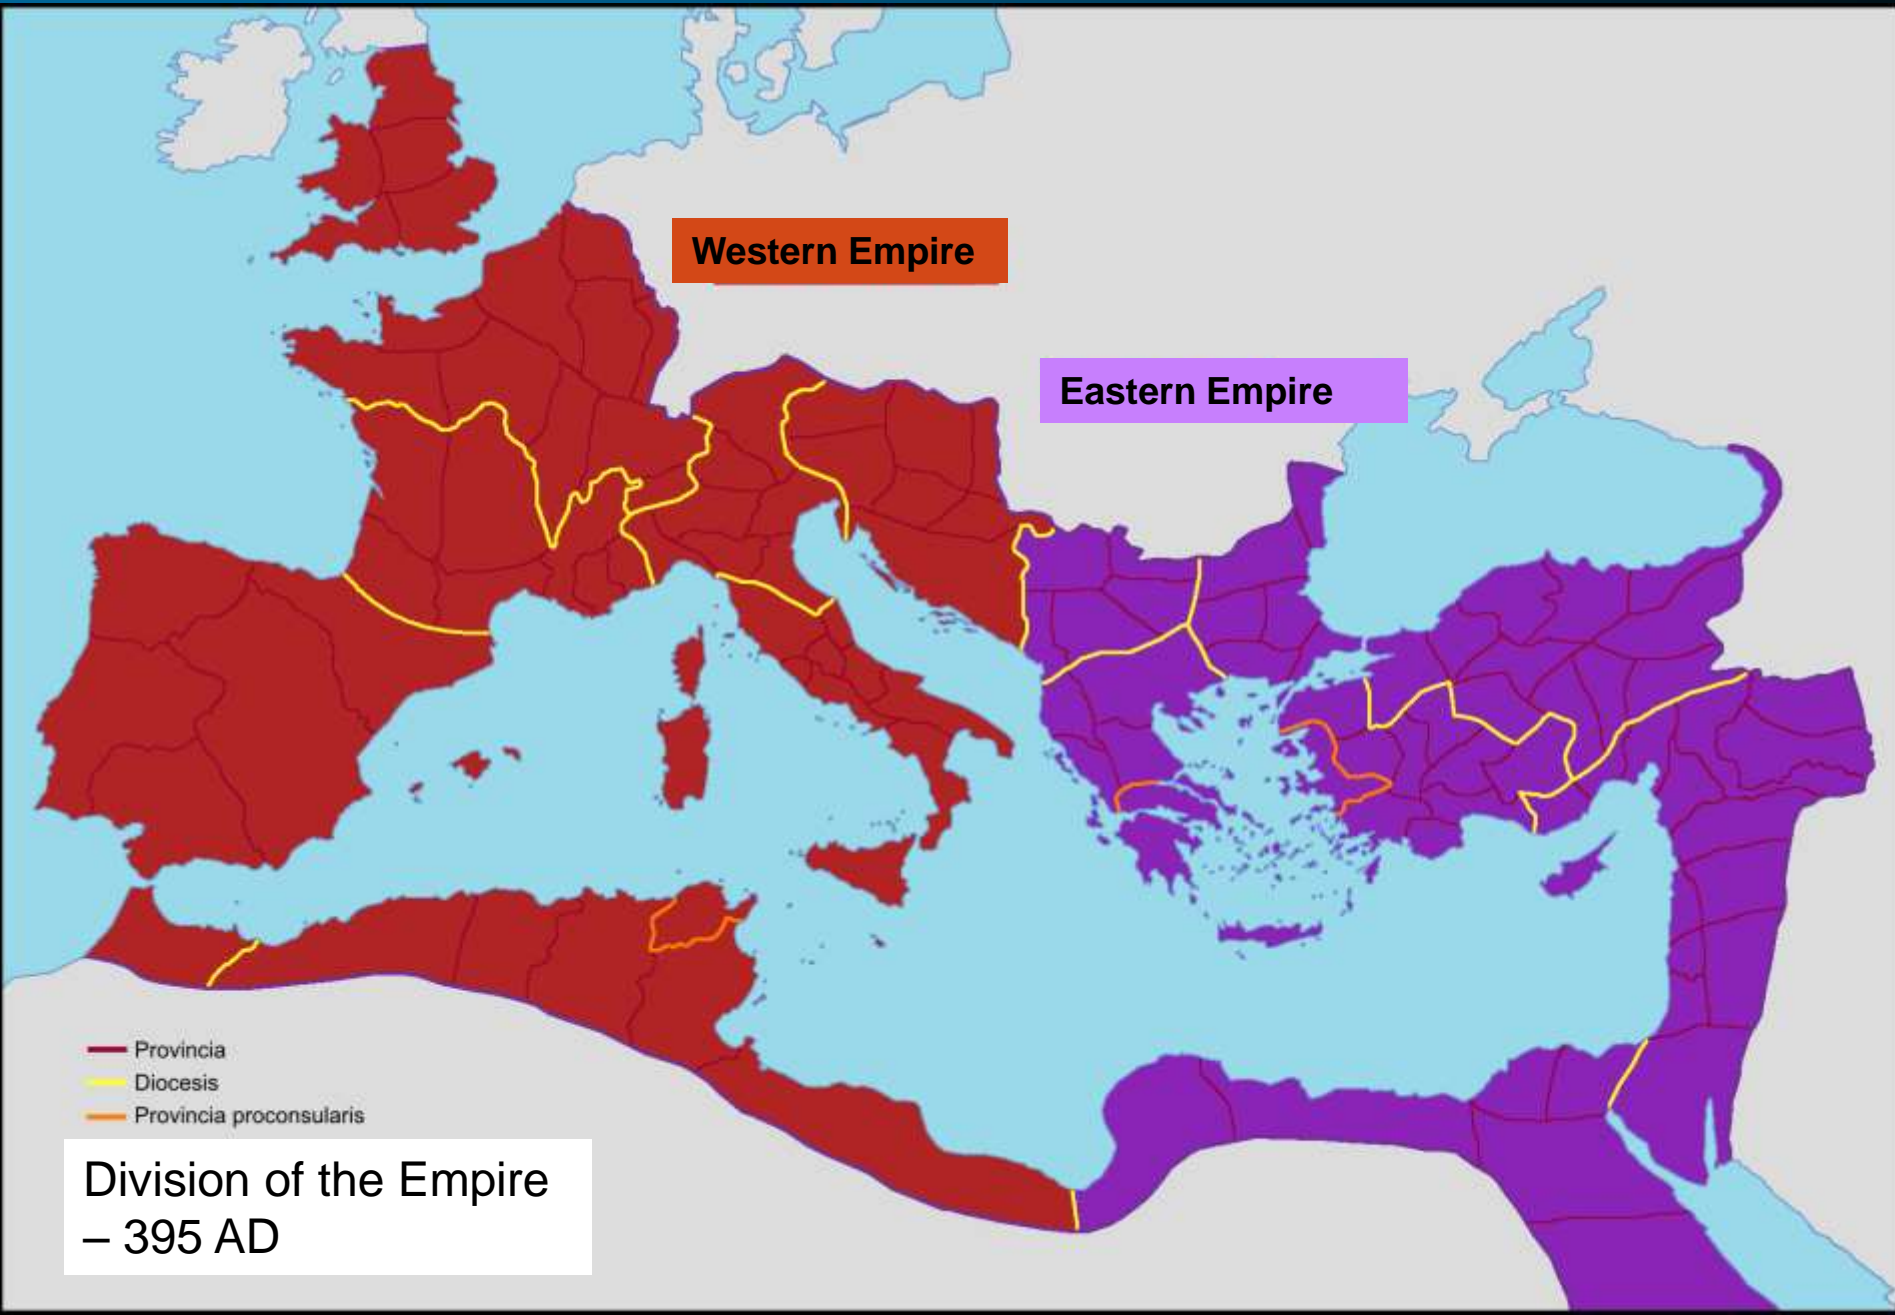 Western Empire
Eastern Empire
Provincia
Diocesis
Provincia proconsularis
Division of the Empire
– 395 AD